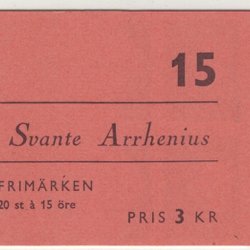 15
Svante Arrhenius
FRIMÄRKEN
20 st à 15 öre
PRIS 3 KR